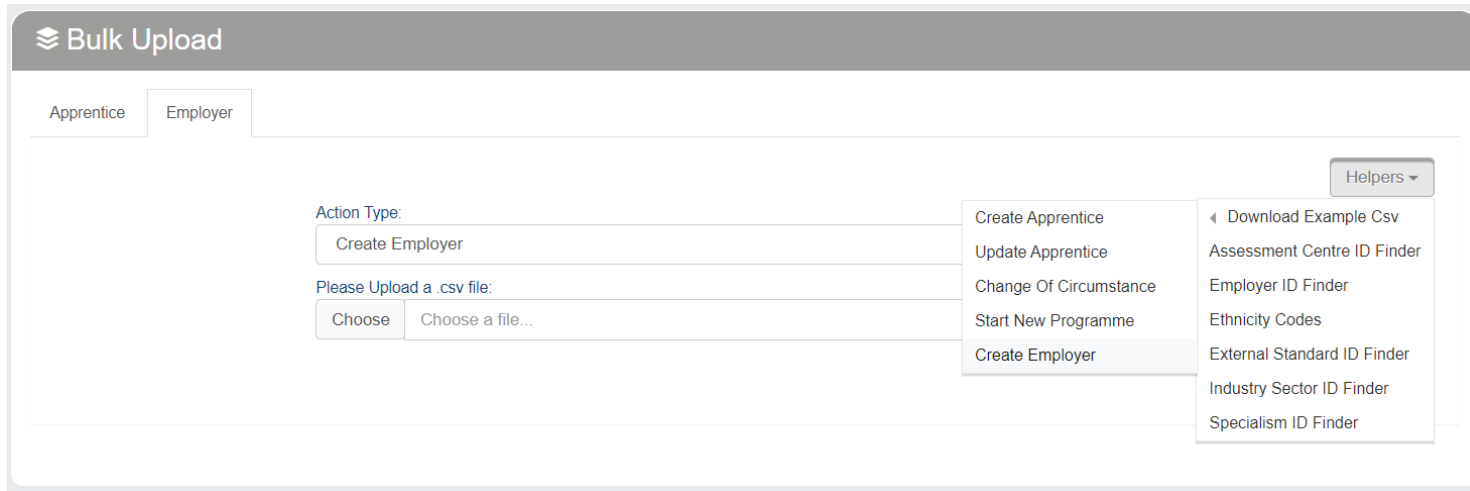 Bulk Upload
Apprentice
Employer
Helpers
Action Type:
Create Employer
Please Upload a .csv file:
Choose
Choose a file...
Create Apprentice
Update Apprentice
Change Of Circumstance
Start New Programme
Create Employer
Download Example Csv
Assessment Centre ID Finder
Employer ID Finder
Ethnicity Codes
External Standard ID Finder
Industry Sector ID Finder
Specialism ID Finder